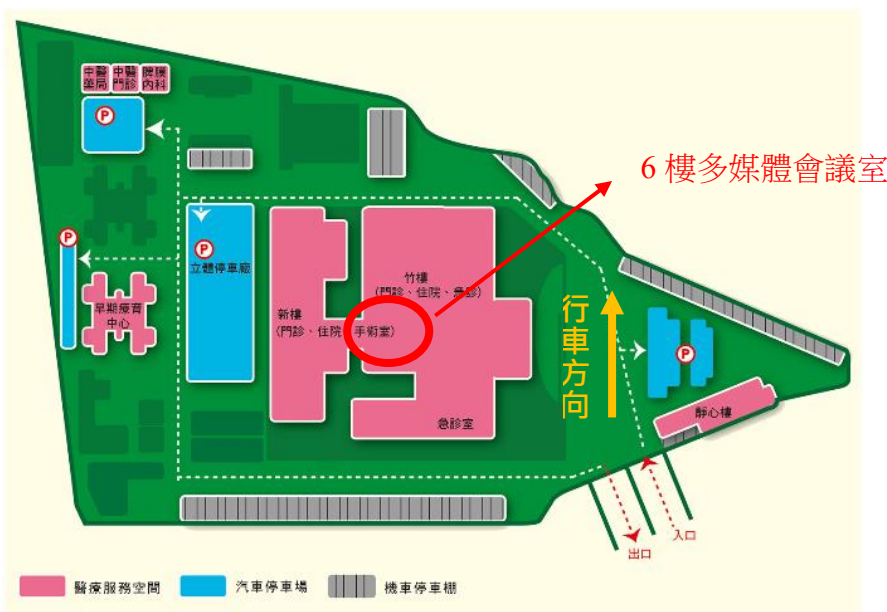 中醫藥局
中醫門診
脾胰內科
P
6 樓多媒體會議室
P
立體停車廠
竹樓
(門診、住院、急診)
P
早期療育
中心
新樓
(門診、住院、手術室)
行車方向
P
靜心樓
急診室
入口
出口
醫療服務空間
汽車停車場
機車停車棚